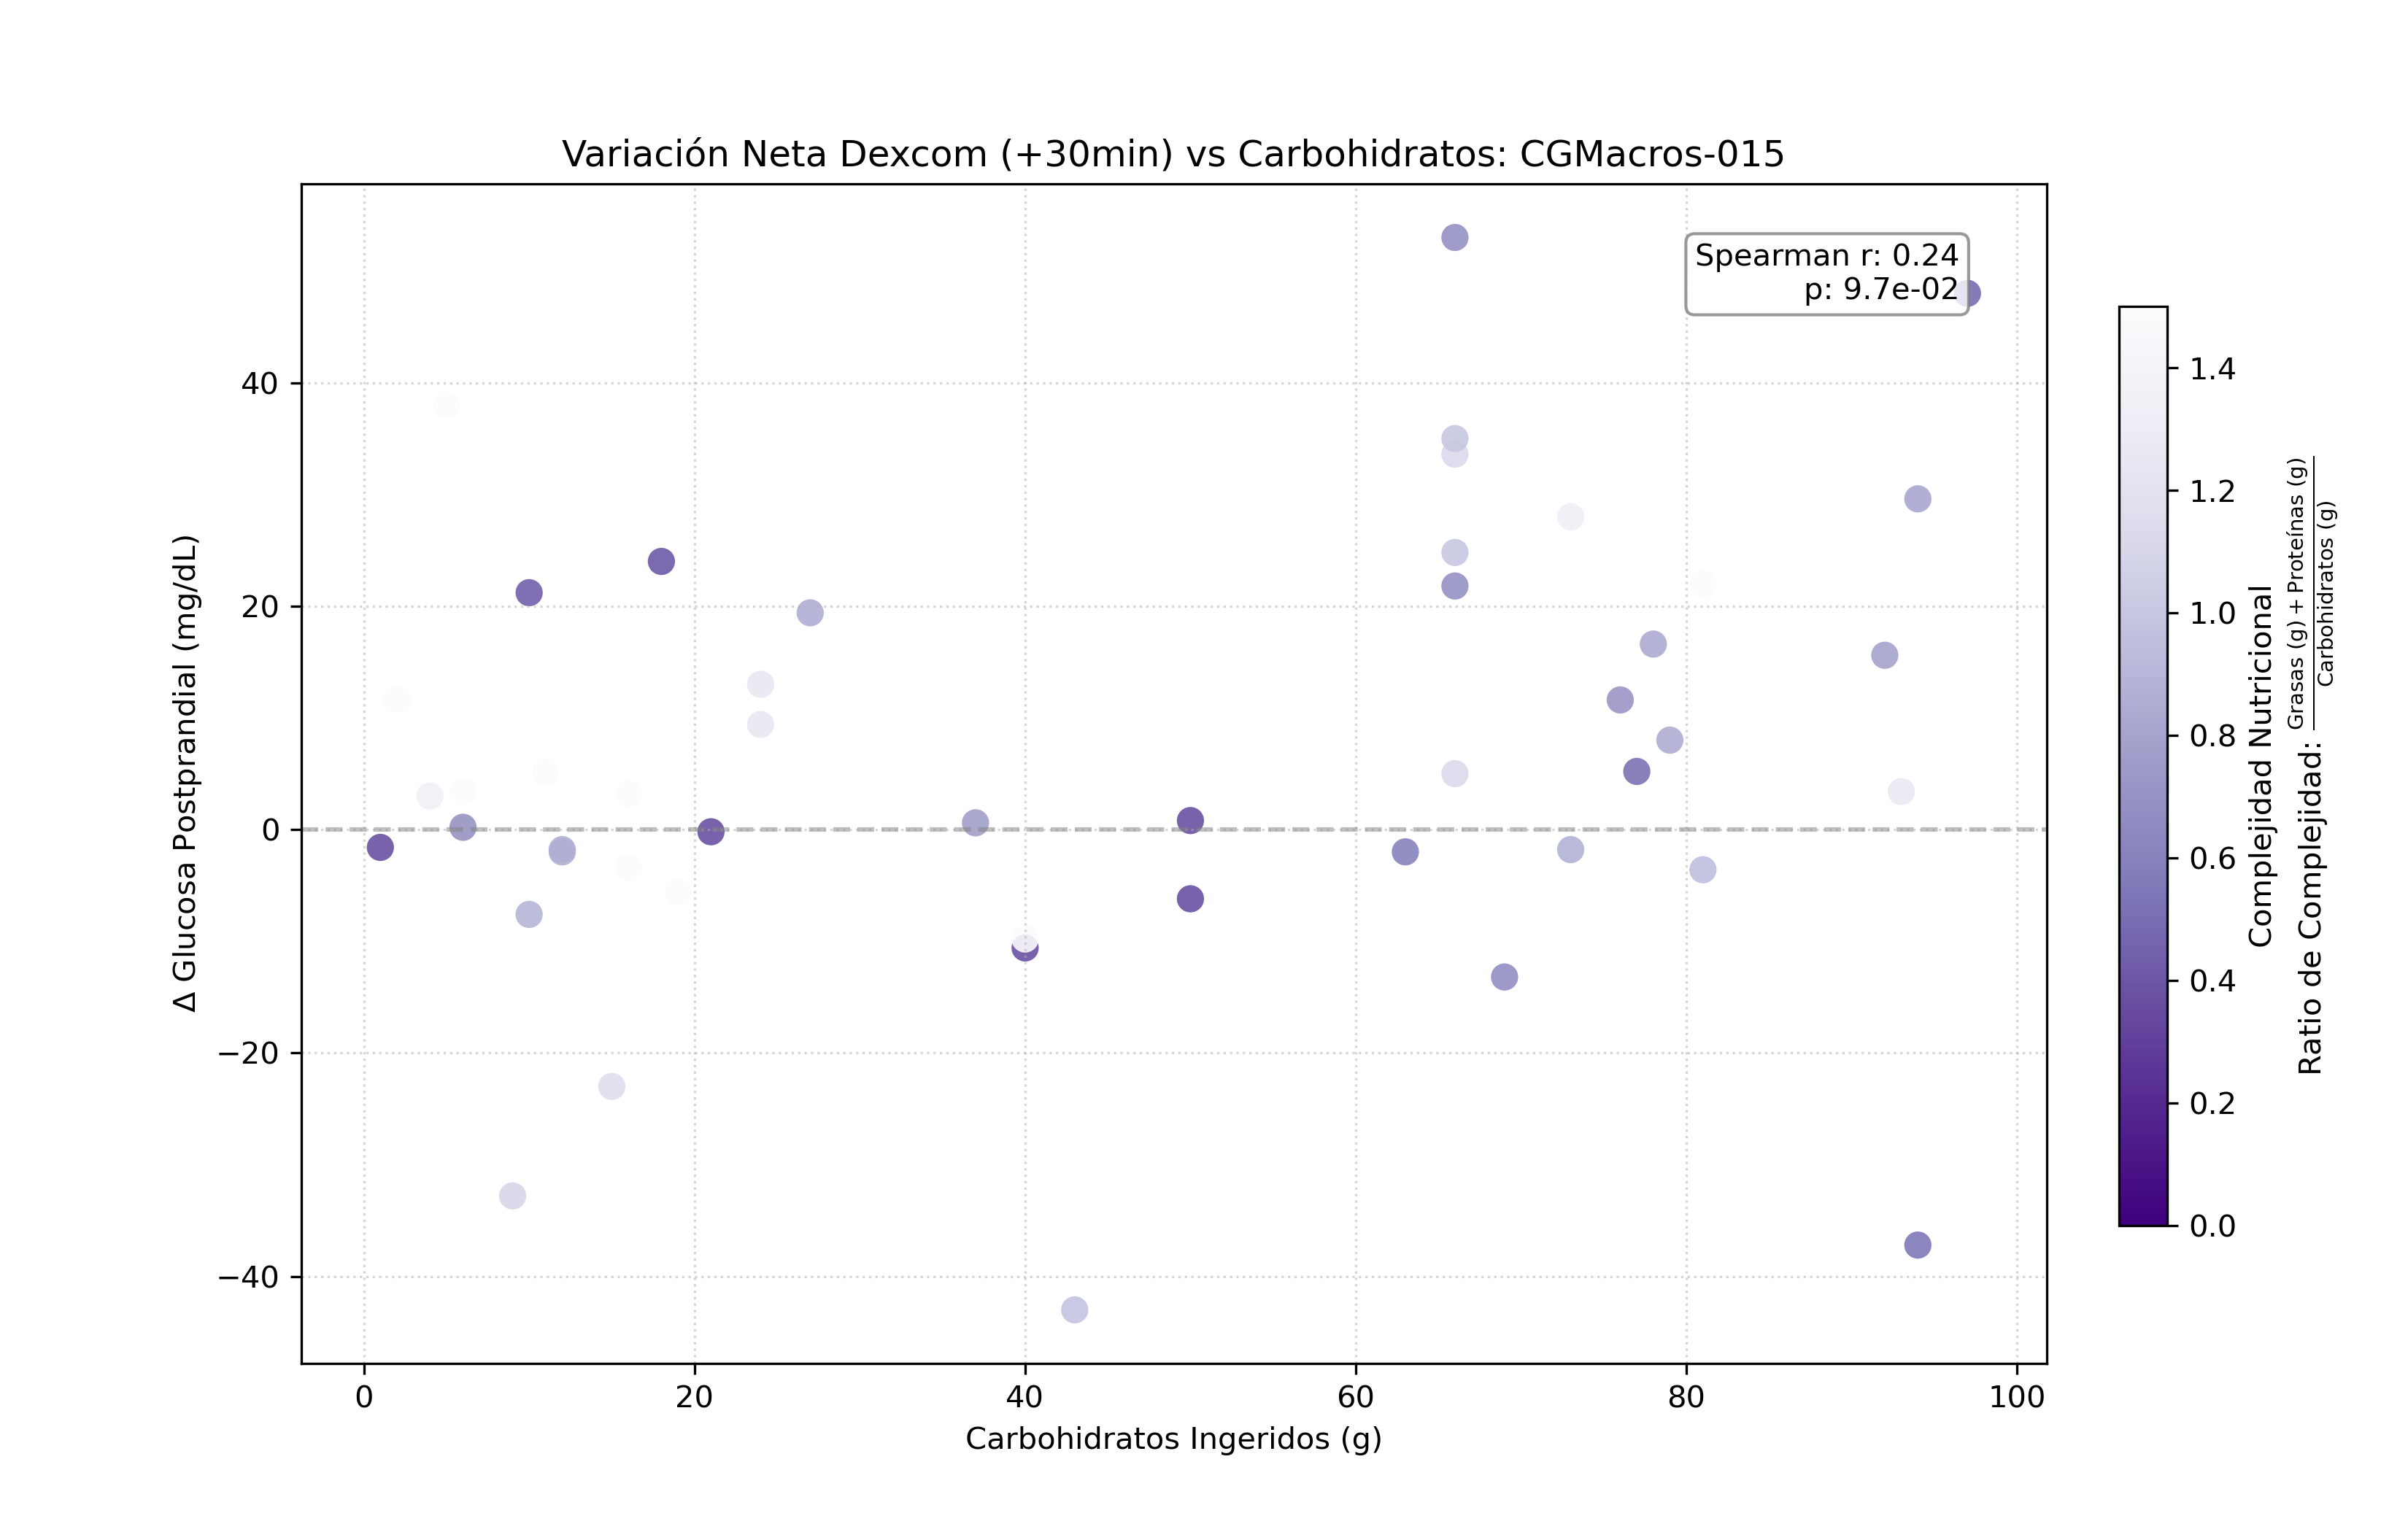 Variación Neta Dexcom (+30min) vs Carbohidratos: CGMacros-015
Spearman r: 0.24
p: 9.7e-02
Δ Glucosa Postprandial (mg/dL)
40
20
0
−20
−40
0
20
40
60
80
100
Carbohidratos Ingeridos (g)
1.4
1.2
1.0
0.8
0.6
0.4
0.2
0.0
Complejidad Nutricional
Ratio de Complejidad: Grasas (g) + Proteínas (g)
Carbohidratos (g)